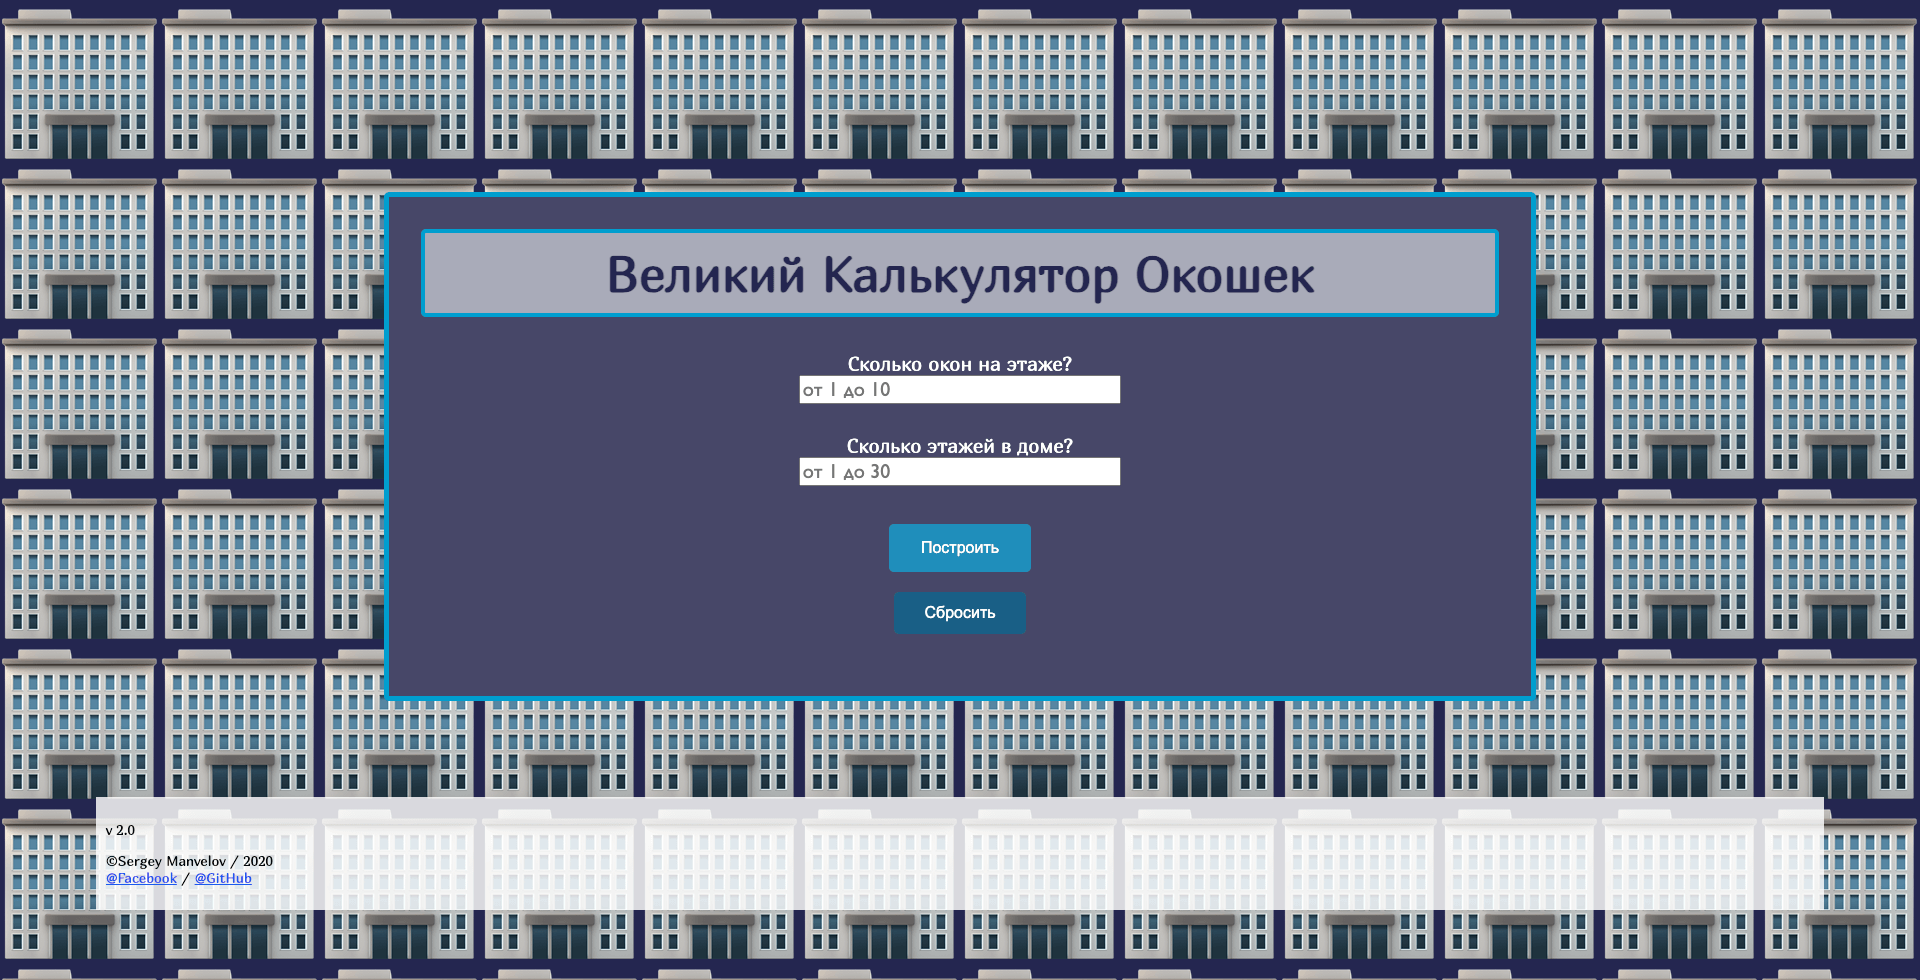 Великий Калькулятор Окошек
Сколько окон на этаже?
от 1 до 10
Сколько этажей в доме?
от 1 до 30
Построить
Сбросить
v 2.0
©Sergey Manvelov / 2020
@Facebook / @GitHub